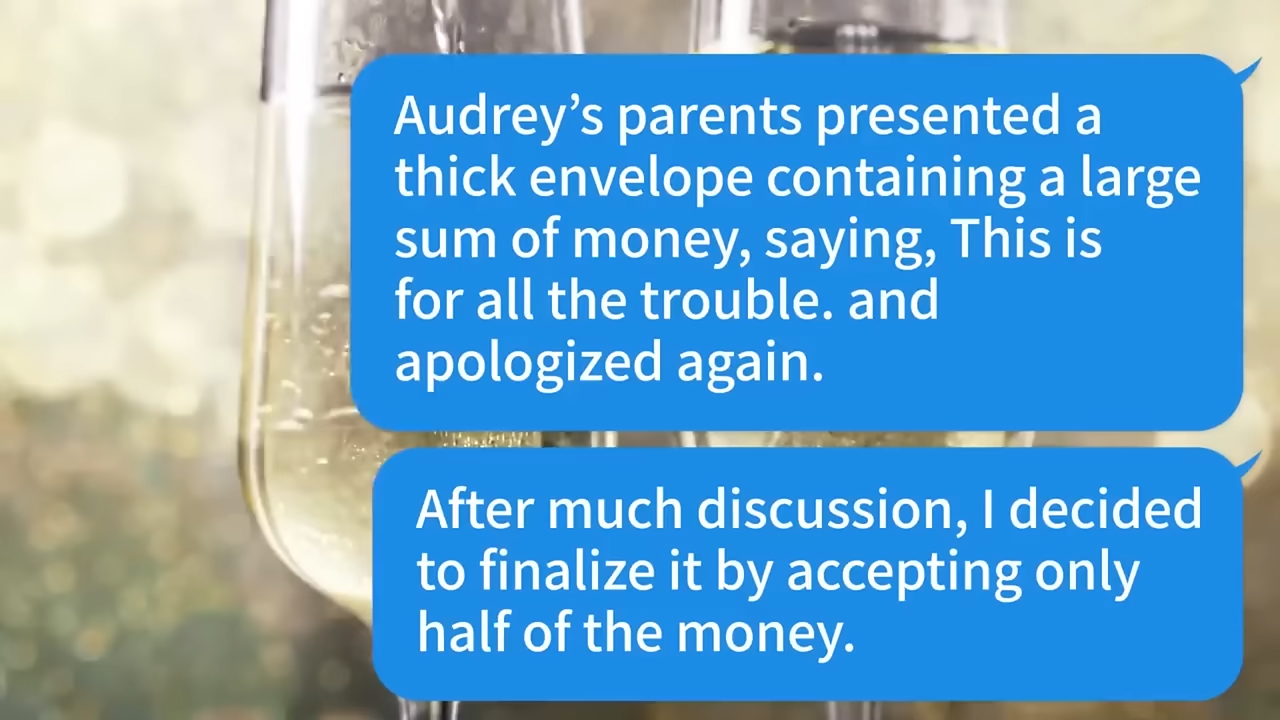 Audrey’s parents presented a
thick envelope containing a large
sum of money, saying, This is
for all the trouble. and
apologized again.
After much discussion, I decided
to finalize it by accepting only
half of the money.